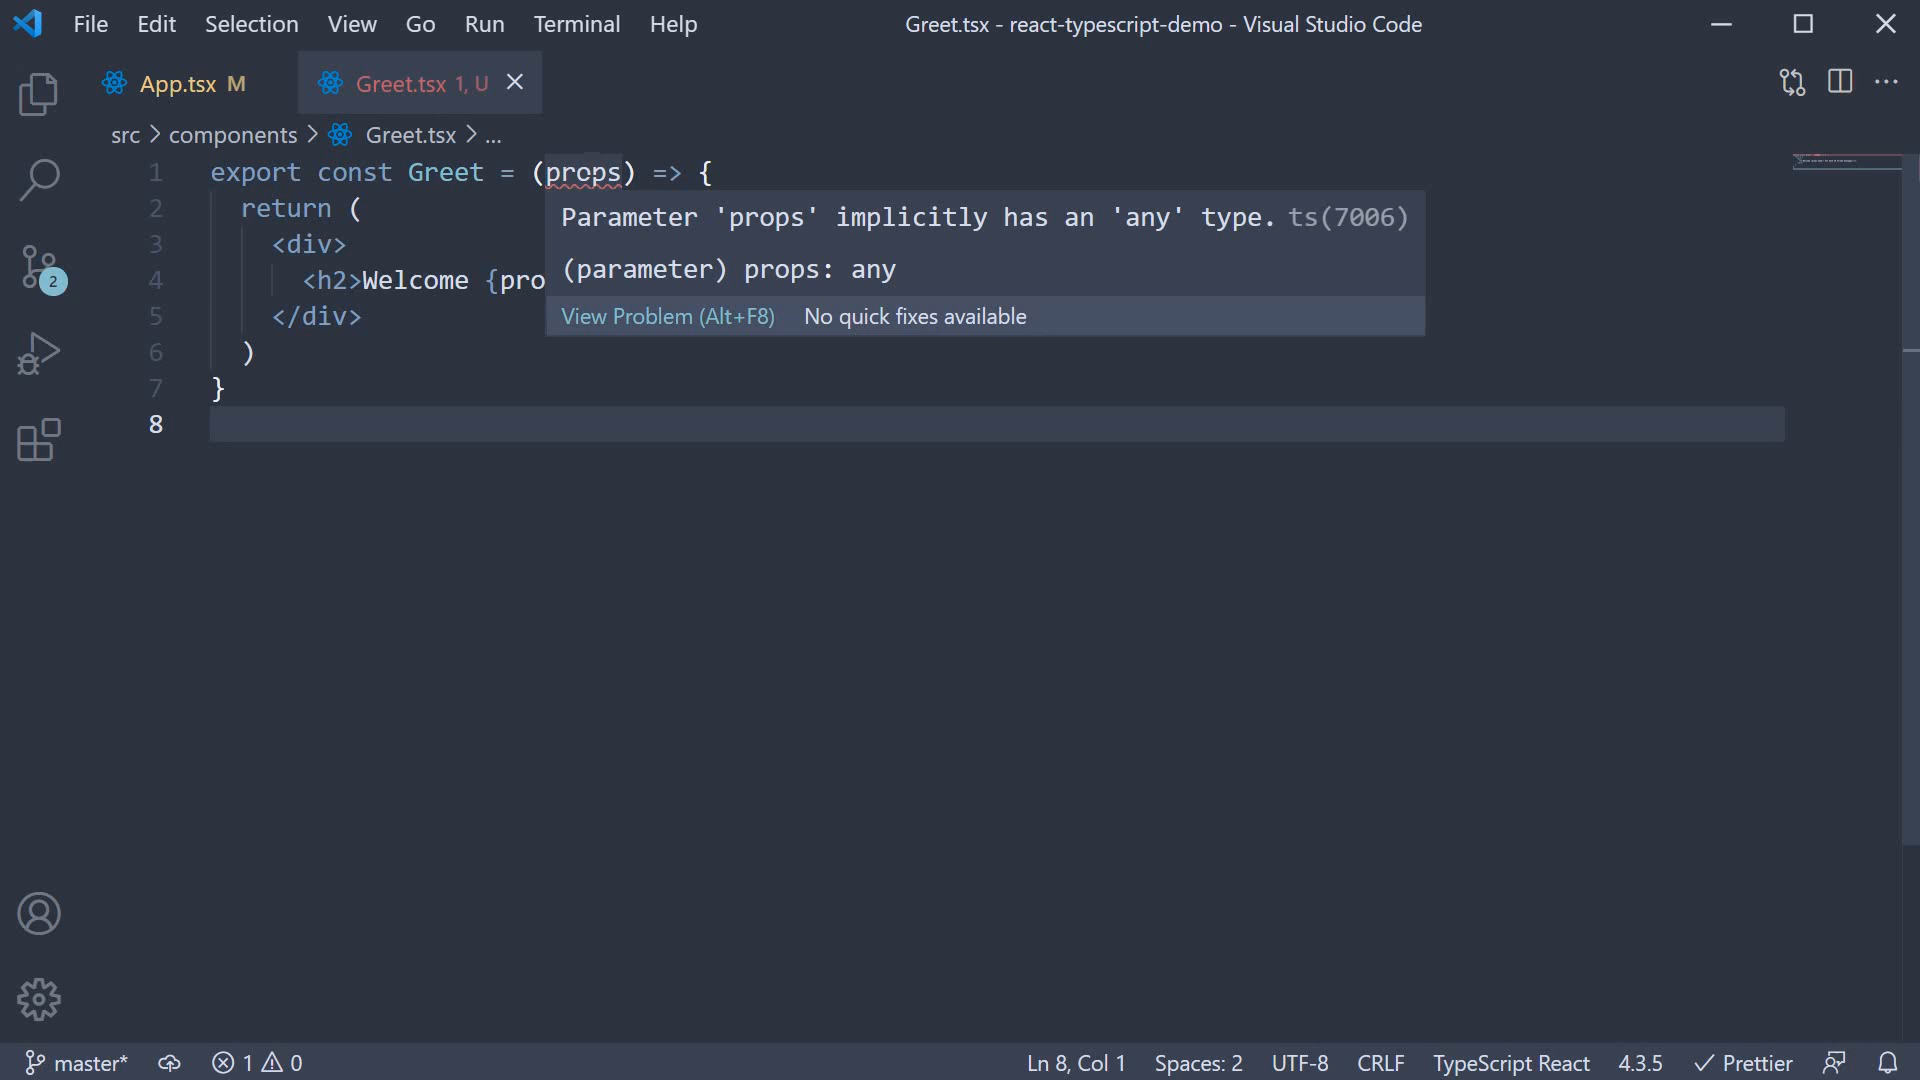 File Edit Selection View Go Run Terminal Help Greet.tsx - react-typescript-demo - Visual Studio Code
App.tsx M Greet.tsx 1, U
src > components > Greet.tsx > ...
1 export const Greet = (props) => {
2 return (
Parameter 'props' implicitly has an 'any' type. ts(7006)
3 <div>
(parameter) props: any
4 <h2>Welcome {pro
5 </div>
View Problem (Alt+F8) No quick fixes available
6 )
7 }
8
2
master* 1 0 Ln 8, Col 1 Spaces: 2 UTF-8 CRLF TypeScript React 4.3.5 Prettier